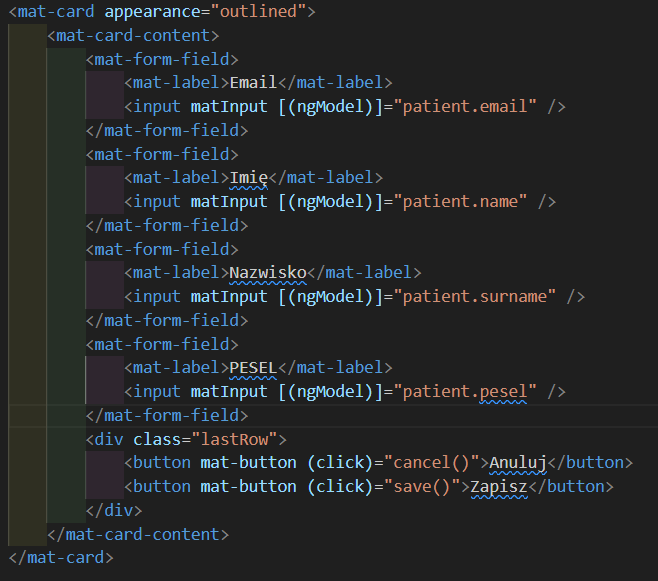 <mat-card appearance="outlined">
<mat-card-content>
<mat-form-field>
<mat-label>Email</mat-label>
<input matInput [(ngModel)]="patient.email" />
</mat-form-field>
<mat-form-field>
<mat-label>Imię</mat-label>
<input matInput [(ngModel)]="patient.name" />
</mat-form-field>
<mat-form-field>
<mat-label>Nazwisko</mat-label>
<input matInput [(ngModel)]="patient.surname" />
</mat-form-field>
<mat-form-field>
<mat-label>PESEL</mat-label>
<input matInput [(ngModel)]="patient.pesel" />
</mat-form-field>
<div class="lastRow">
<button mat-button (click)="cancel()">Anuluj</button>
<button mat-button (click)="save()">Zapisz</button>
</div>
</mat-card-content>
</mat-card>